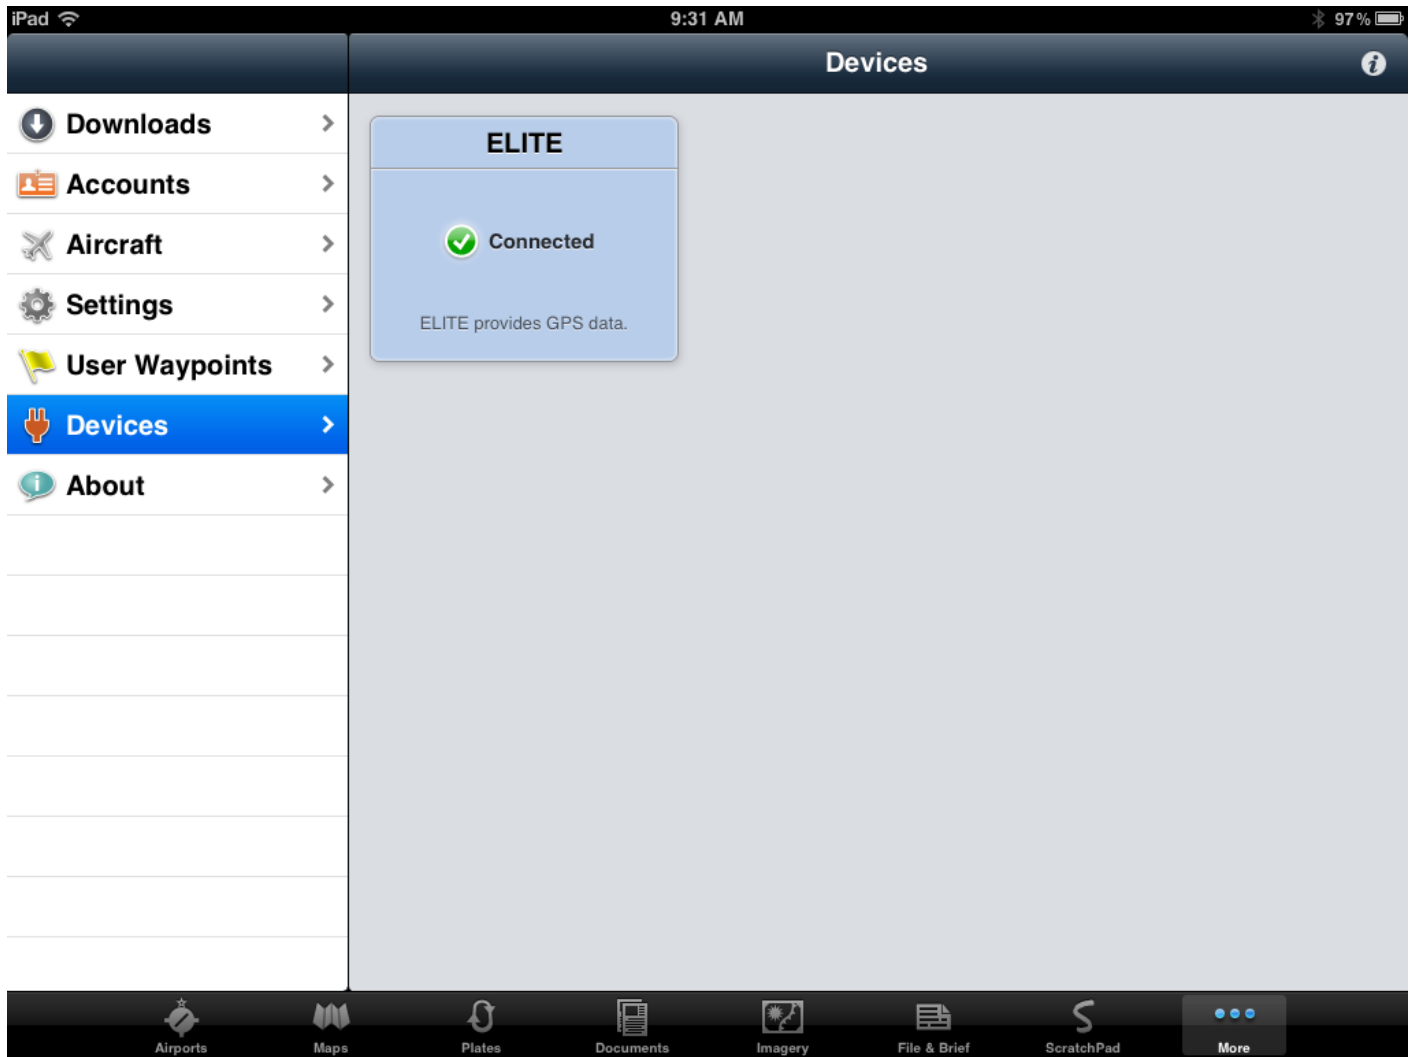 iPad
9:31 AM
97%
Devices
Downloads
Accounts
Aircraft
Settings
User Waypoints
Devices
About
ELITE
Connected
ELITE provides GPS data.
Airports
Maps
Plates
Documents
Imagery
File & Brief
ScratchPad
More